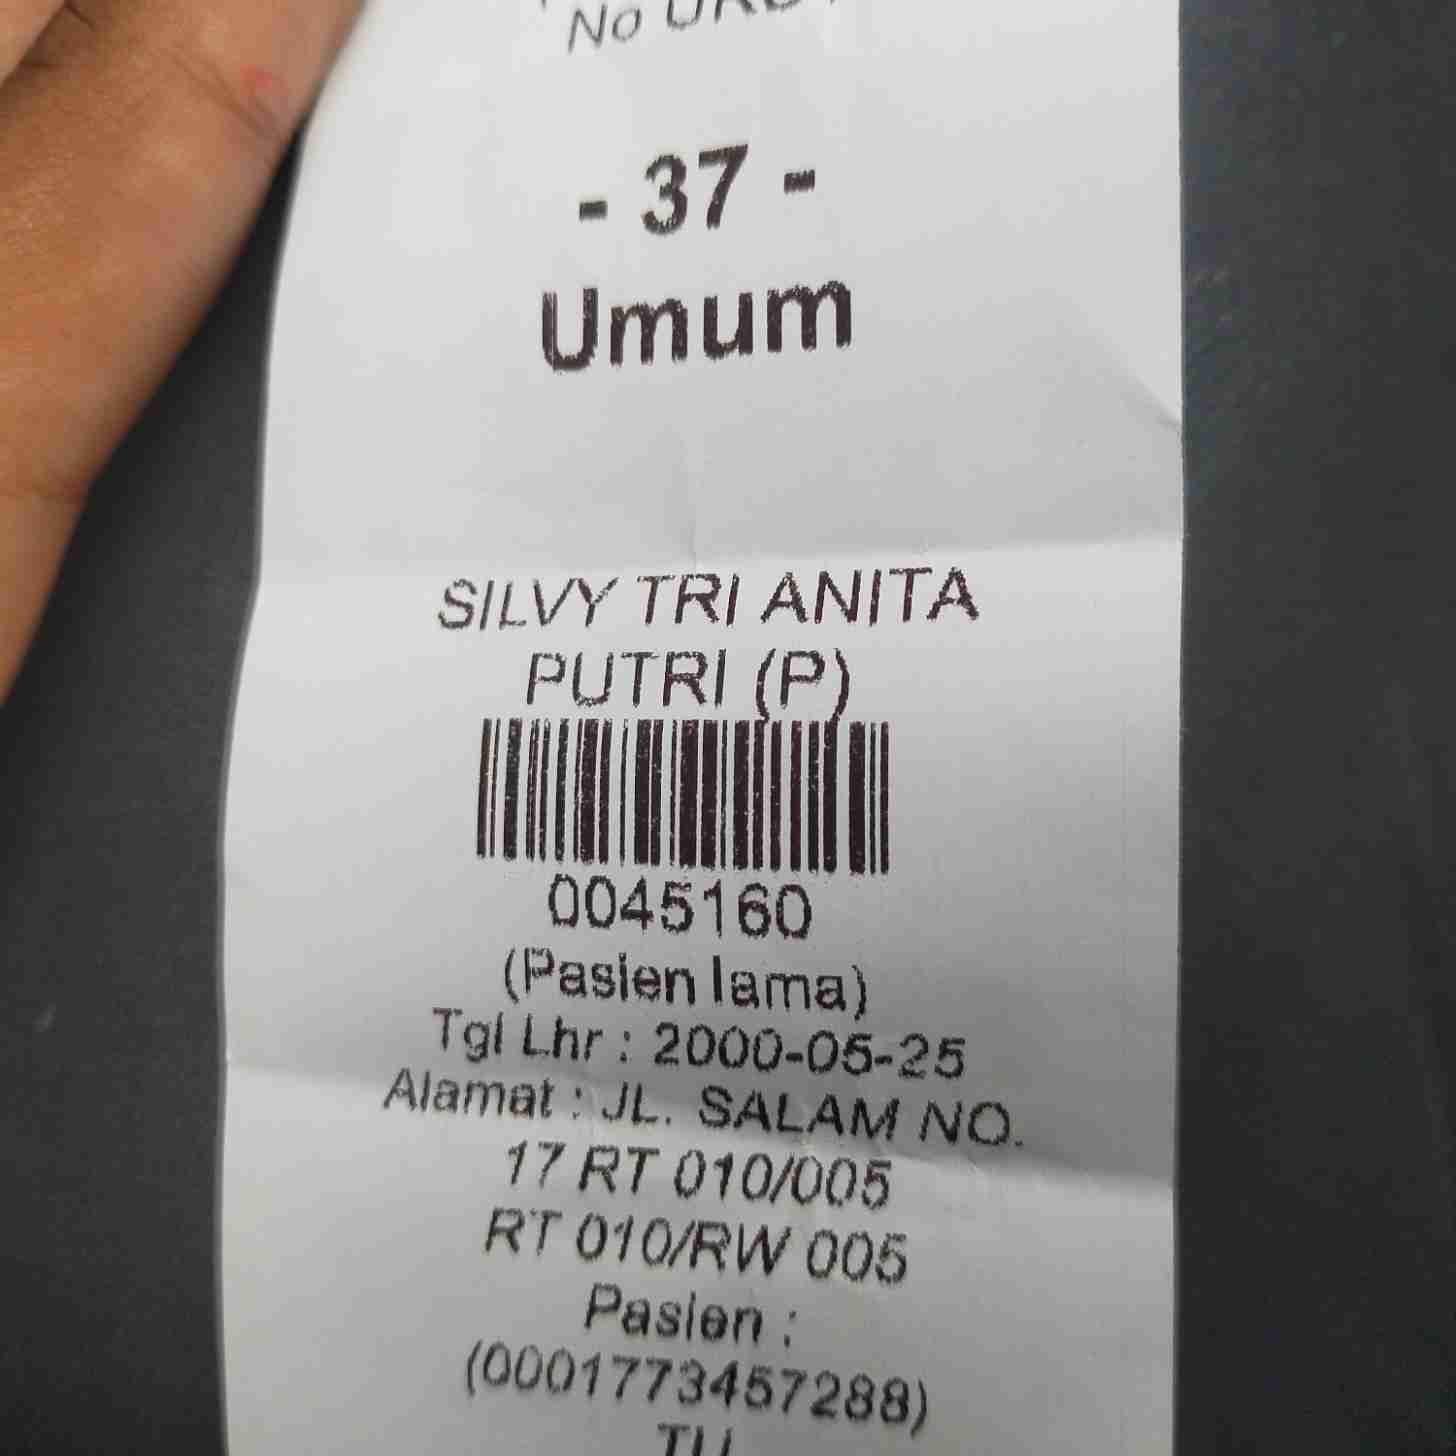 No
- 37 -
Umum
SILVY TRI ANITA
PUTRI (P)
0045160
(Pasien lama)
Tgl Lhr : 2000-05-25
Alamat : JL. SALAM NO.
17 RT 010/005
RT 010/RW 005
Pasien :
(0001773457288)